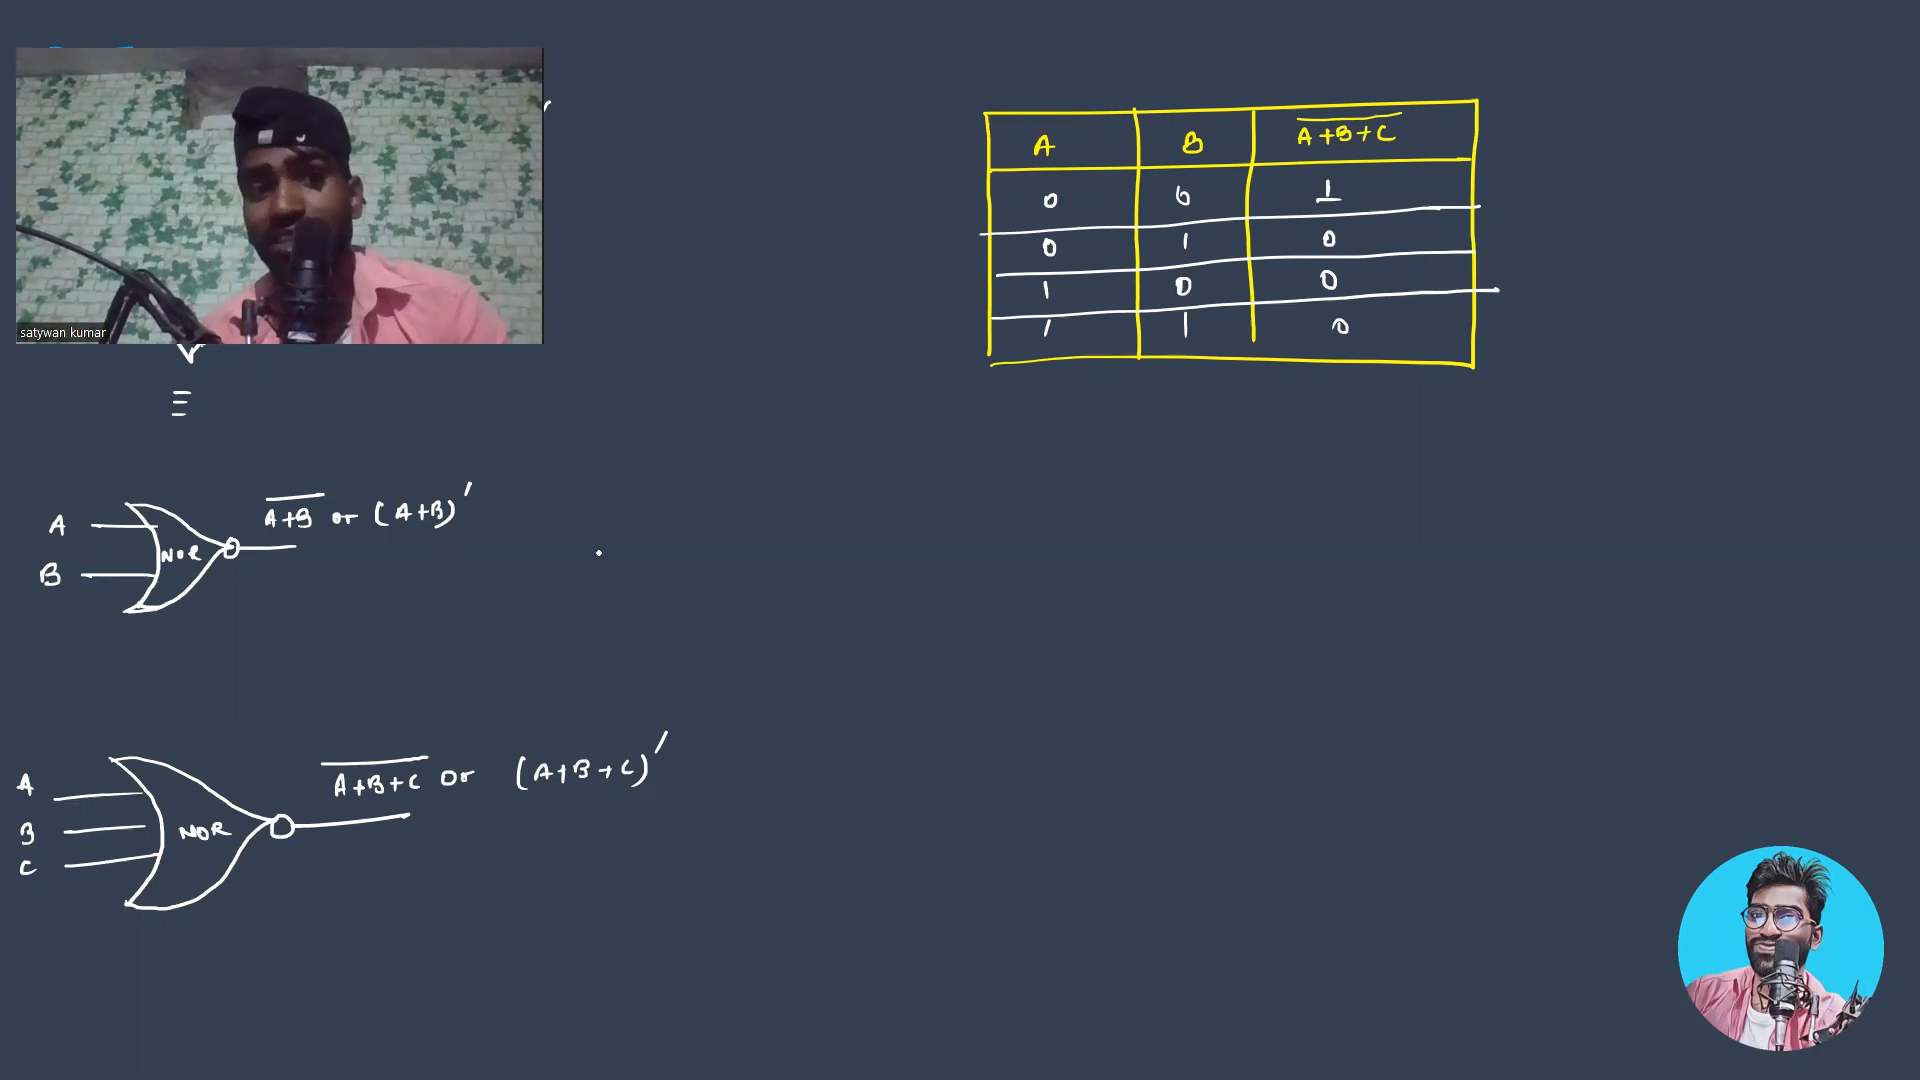 satywan kumar
A B A+B+C
0 0 1
0 1 0
1 0 0
1 1 0
A+B or (A+B)'
A
NOR
B
A+B+C Or (A+B+C)'
A
B
NOR
C